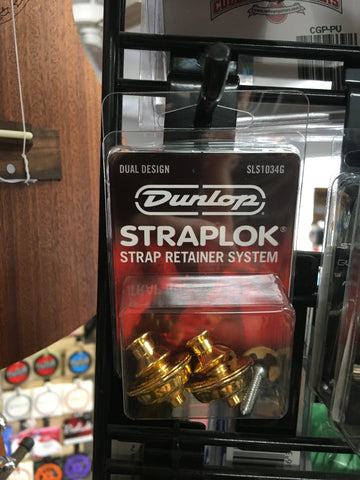 CGP-PU
DUAL DESIGN
SLS1034G
Dunlop
STRAPLOK®
STRAP RETAINER SYSTEM